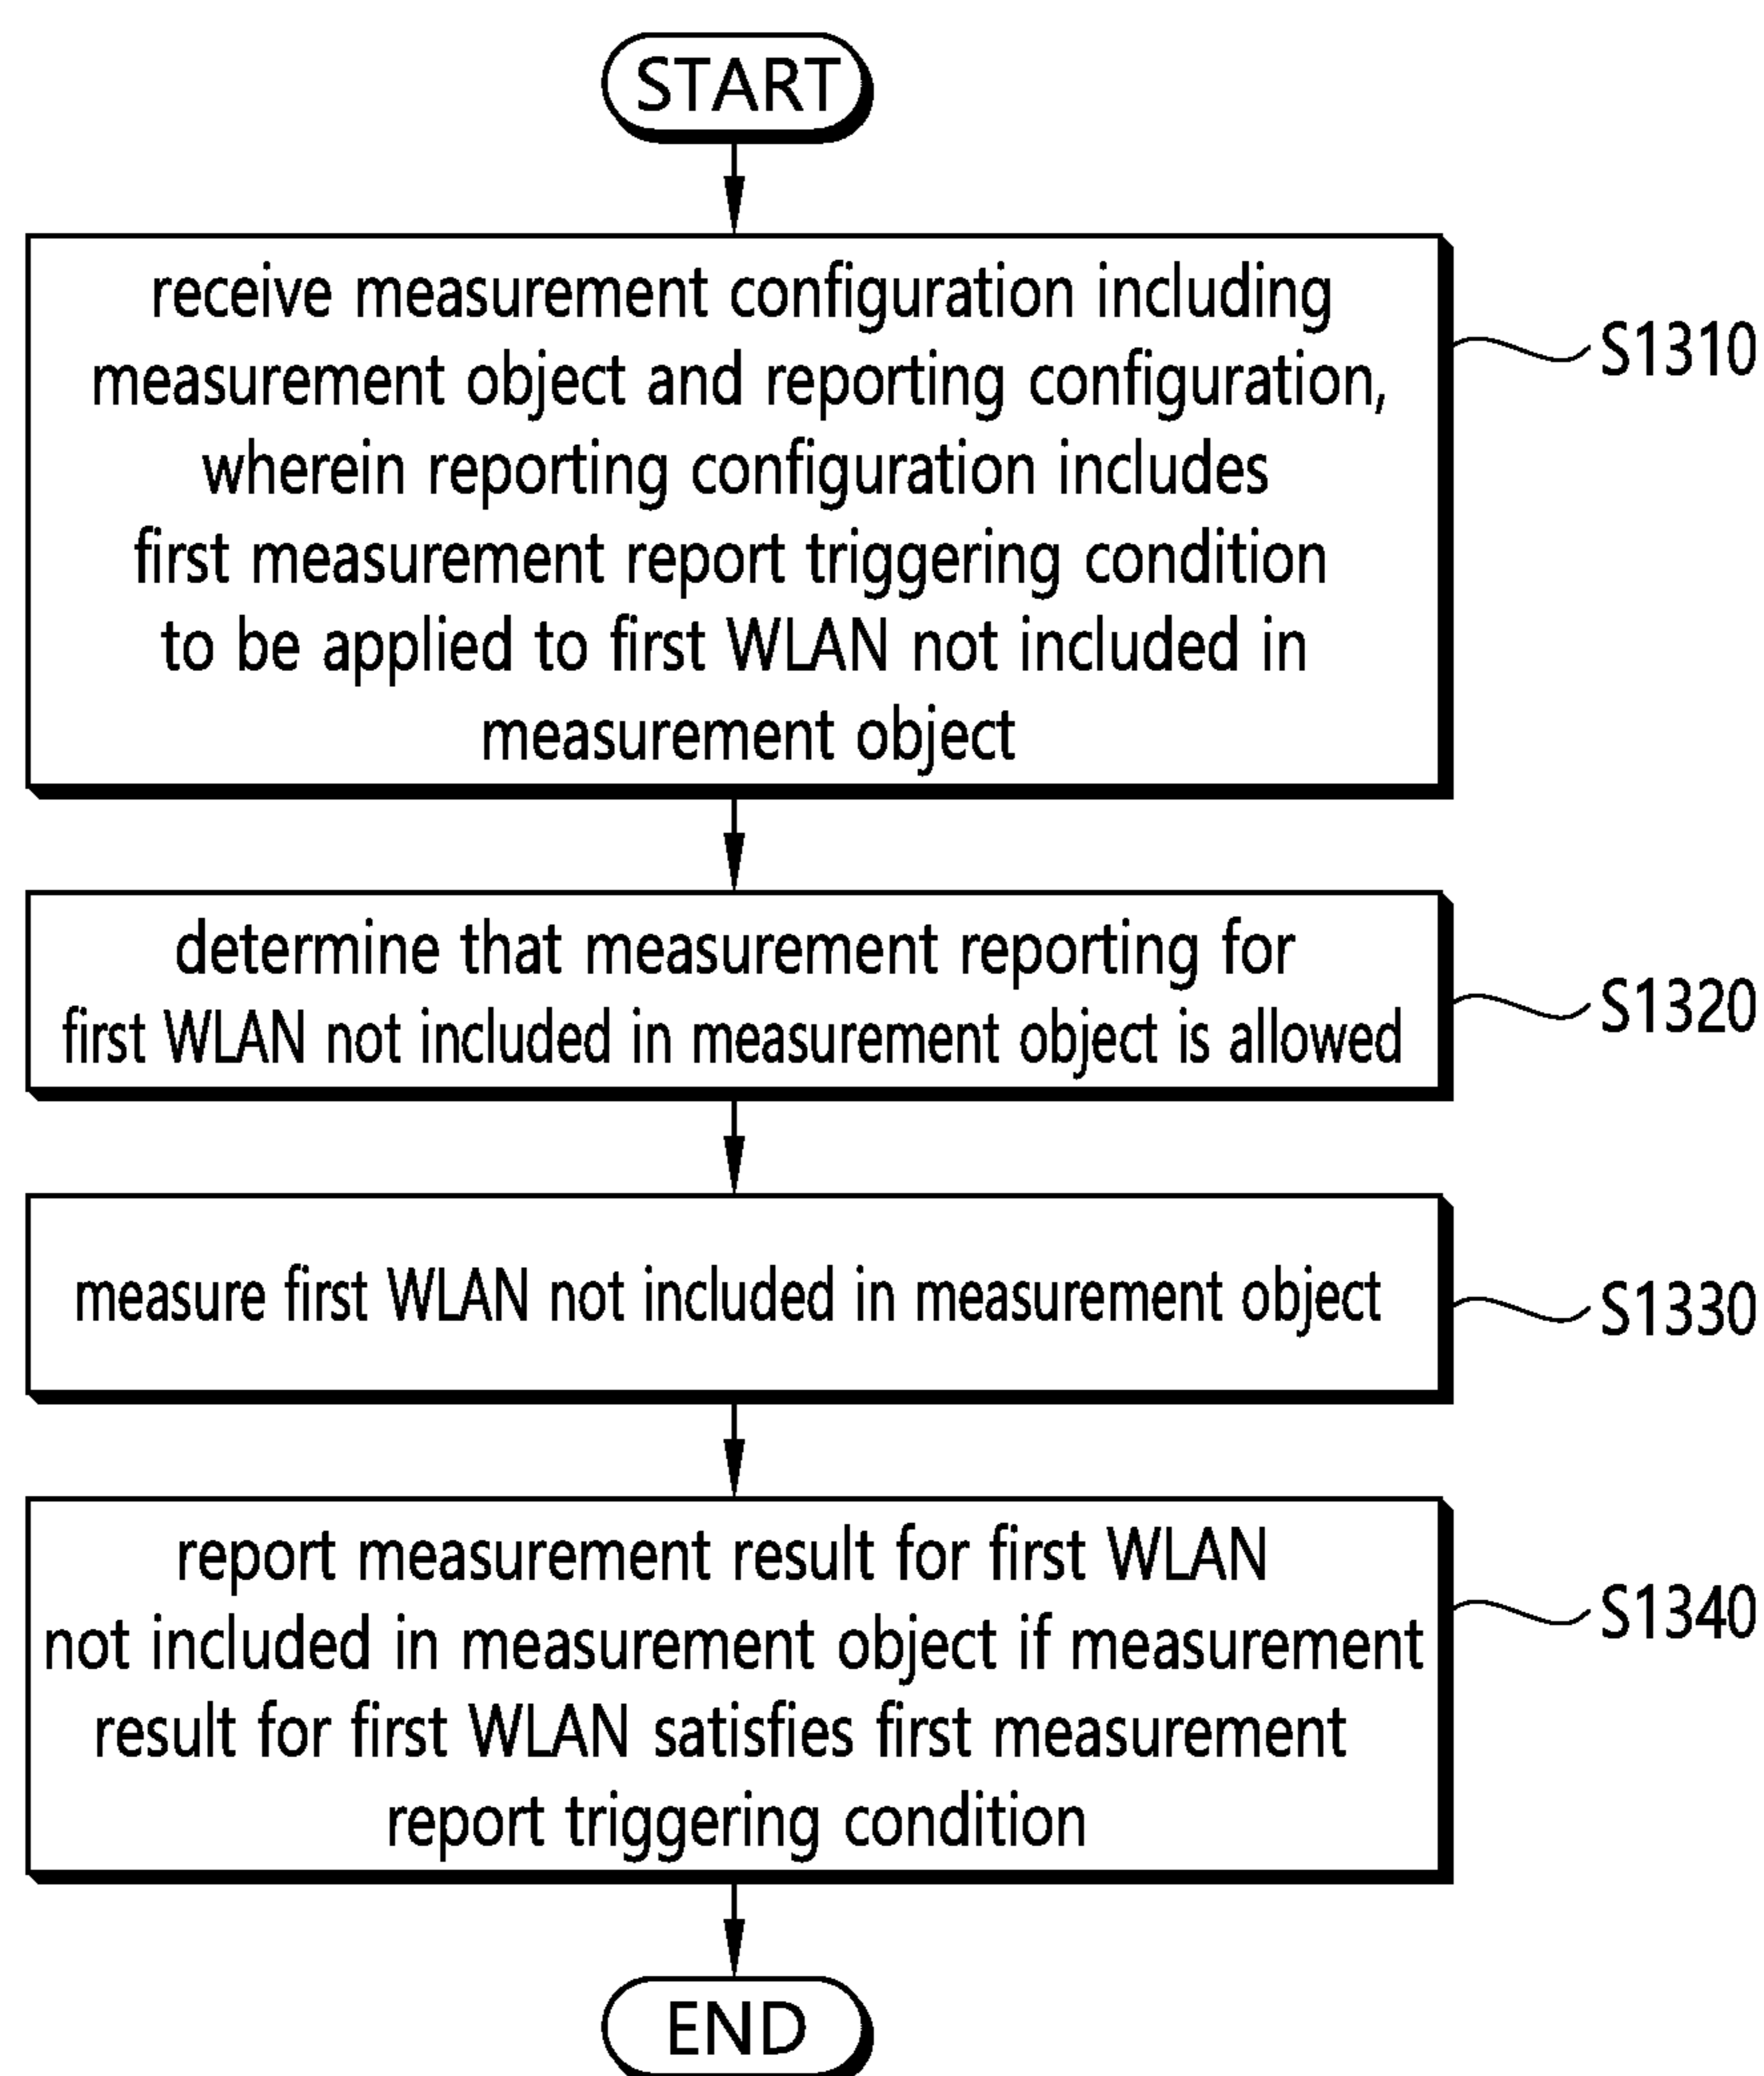 START
receive measurement configuration including
measurement object and reporting configuration,
wherein reporting configuration includes
first measurement report triggering condition
to be applied to first WLAN not included in
measurement object
S1310
determine that measurement reporting for
first WLAN not included in measurement object is allowed
S1320
measure first WLAN not included in measurement object
S1330
report measurement result for first WLAN
not included in measurement object if measurement
result for first WLAN satisfies first measurement
report triggering condition
S1340
END